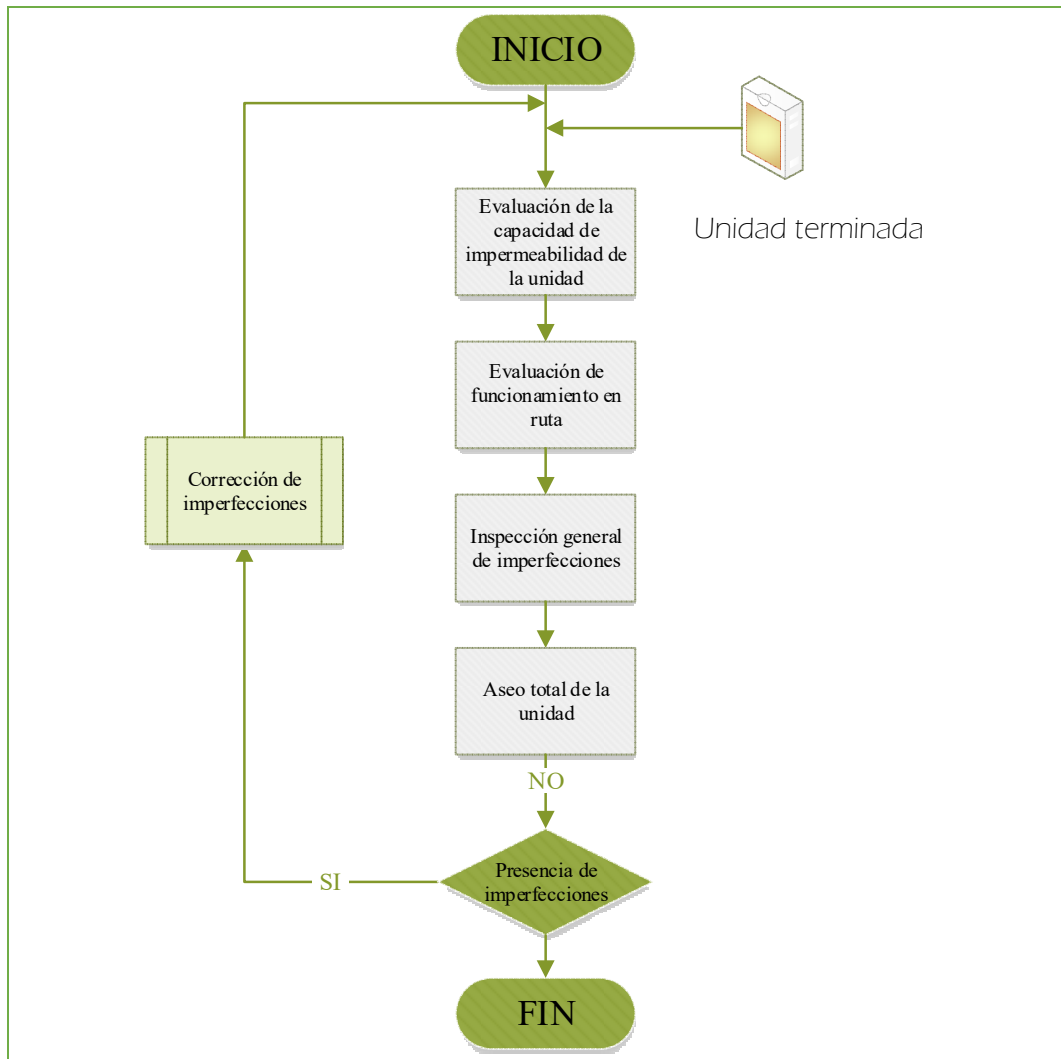 INICIO
Unidad terminada
Evaluación de la
capacidad de
impermeabilidad de
la unidad
Evaluación de
funcionamiento en
ruta
Corrección de
imperfecciones
Inspección general
de imperfecciones
Aseo total de la
unidad
NO
Presencia de
imperfecciones
SI
FIN